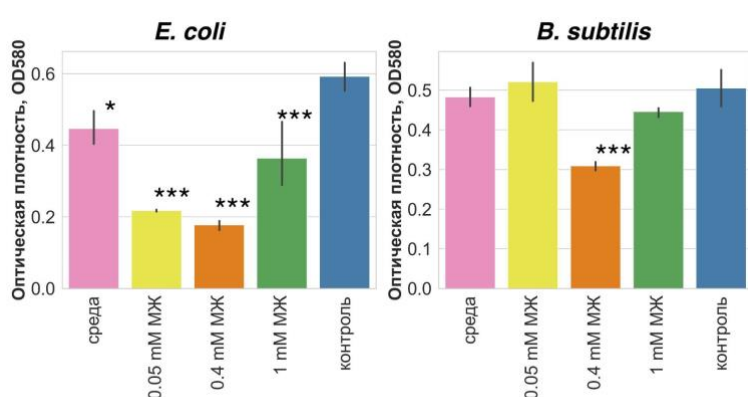 E. coli
Оптическая плотность, OD580
0.6
0.4
0.2
0.0
*
***
***
***
среда
0.05 mM МЖ
0.4 mM МЖ
1 mM МЖ
контроль
B. subtilis
Оптическая плотность, OD580
0.5
0.4
0.3
0.2
0.1
0.0
***
среда
0.05 mM МЖ
0.4 mM МЖ
1 mM МЖ
контроль